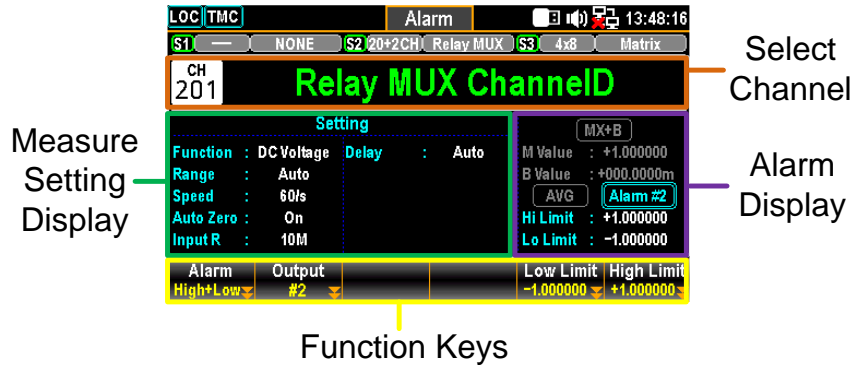 LOC TMC Alarm 13:48:16
S1 — NONE S2 20+2CH Relay MUX S3 4x8 Matrix
Select
Channel
CH
201
Relay MUX ChannelD
Measure
Setting
Display
Setting
Function : DC Voltage Delay : Auto
Range : Auto
Speed : 60/s
Auto Zero : On
Input R : 10M
MX+B
M Value : +1.000000
B Value : +000.0000m
AVG Alarm #2
Hi Limit : +1.000000
Lo Limit : −1.000000
Alarm
Display
Alarm Output Low Limit High Limit
High+Low #2 −1.000000 +1.000000
Function Keys